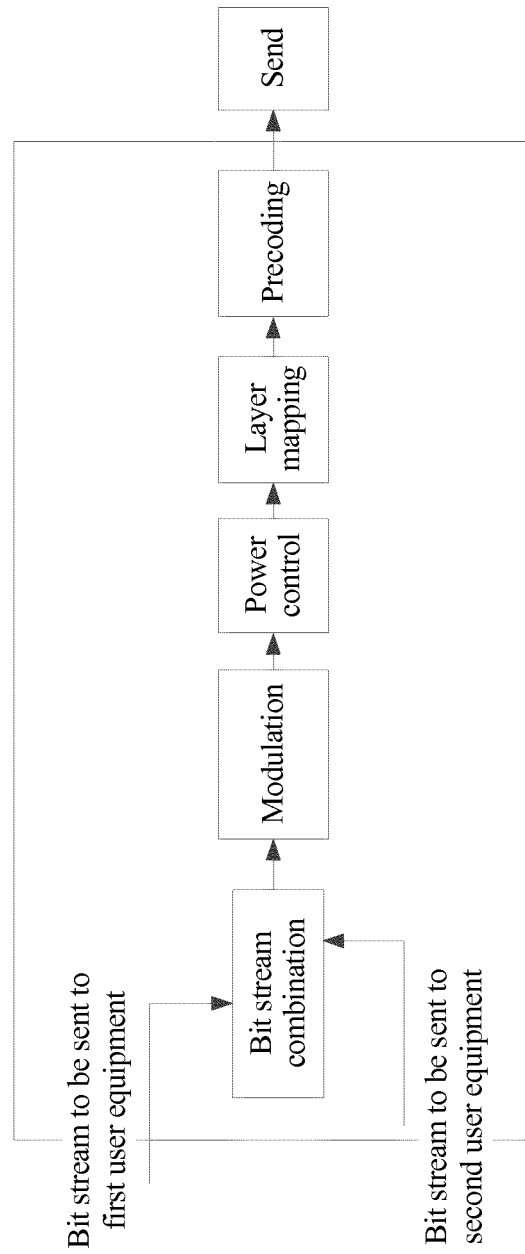 Bit stream to be sent to
first user equipment
Bit stream to be sent to
second user equipment
Bit stream
combination
Modulation
Power
control
Layer
mapping
Precoding
Send